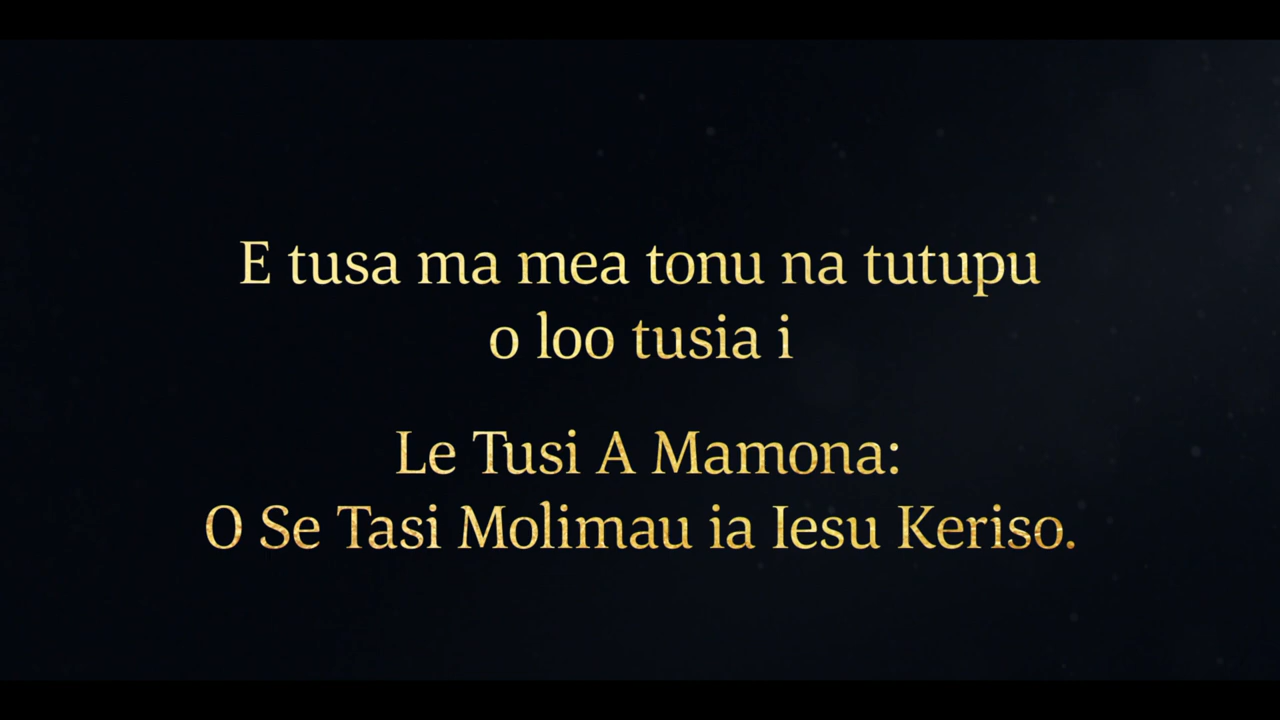 E tusa ma mea tonu na tutupu
o loo tusia i
Le Tusi A Mamona:
O Se Tasi Molimau ia Iesu Keriso.